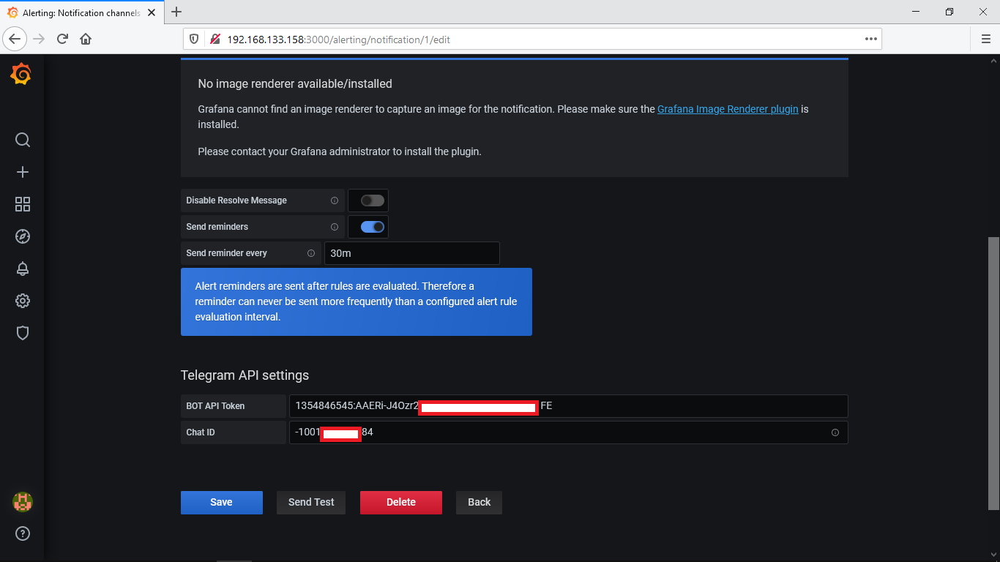 Alerting: Notification channels
192.168.133.158:3000/alerting/notification/1/edit
No image renderer available/installed
Grafana cannot find an image renderer to capture an image for the notification. Please make sure the Grafana Image Renderer plugin is
installed.
Please contact your Grafana administrator to install the plugin.
Disable Resolve Message
Send reminders
Send reminder every 30m
Alert reminders are sent after rules are evaluated. Therefore a
reminder can never be sent more frequently than a configured alert rule
evaluation interval.
Telegram API settings
BOT API Token 1354846545:AAERi-J4Ozr2 FE
Chat ID -1001 84
Save Send Test Delete Back